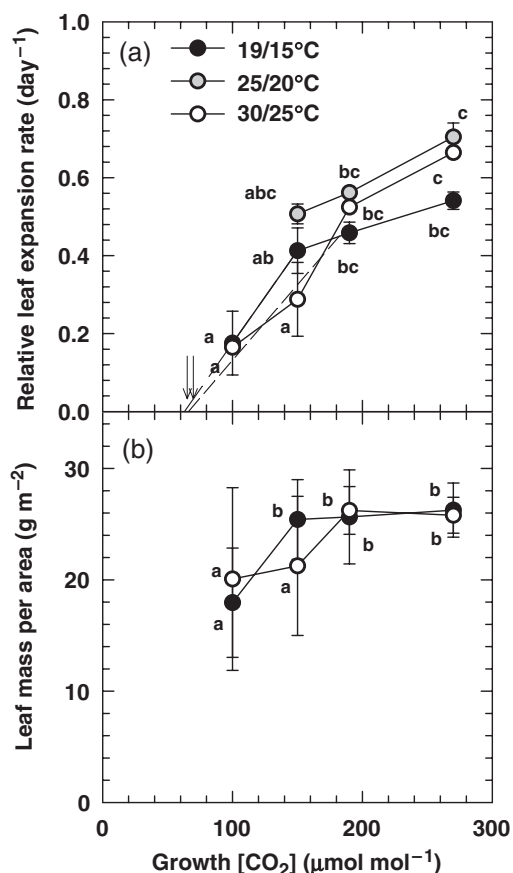 (a)
19/15°C
25/20°C
30/25°C
Relative leaf expansion rate (day⁻¹)
1.0
0.8
0.6
0.4
0.2
0.0
c
bc
abc
c
bc
ab
bc
bc
a
a
a
(b)
Leaf mass per area (g m⁻²)
30
20
10
0
b
b
b
a
b
b
a
a
0
100
200
300
Growth [CO₂] (μmol mol⁻¹)